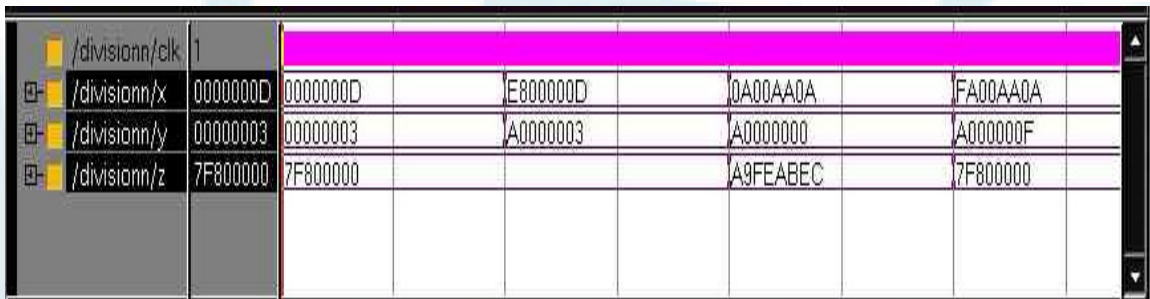 /divisionn/clk 1
/divisionn/x 0000000D 0000000D E800000D 0A00AA0A FA00AA0A
/divisionn/y 00000003 00000003 A0000003 A0000000 A000000F
/divisionn/z 7F800000 7F800000 A9FEABEC 7F800000